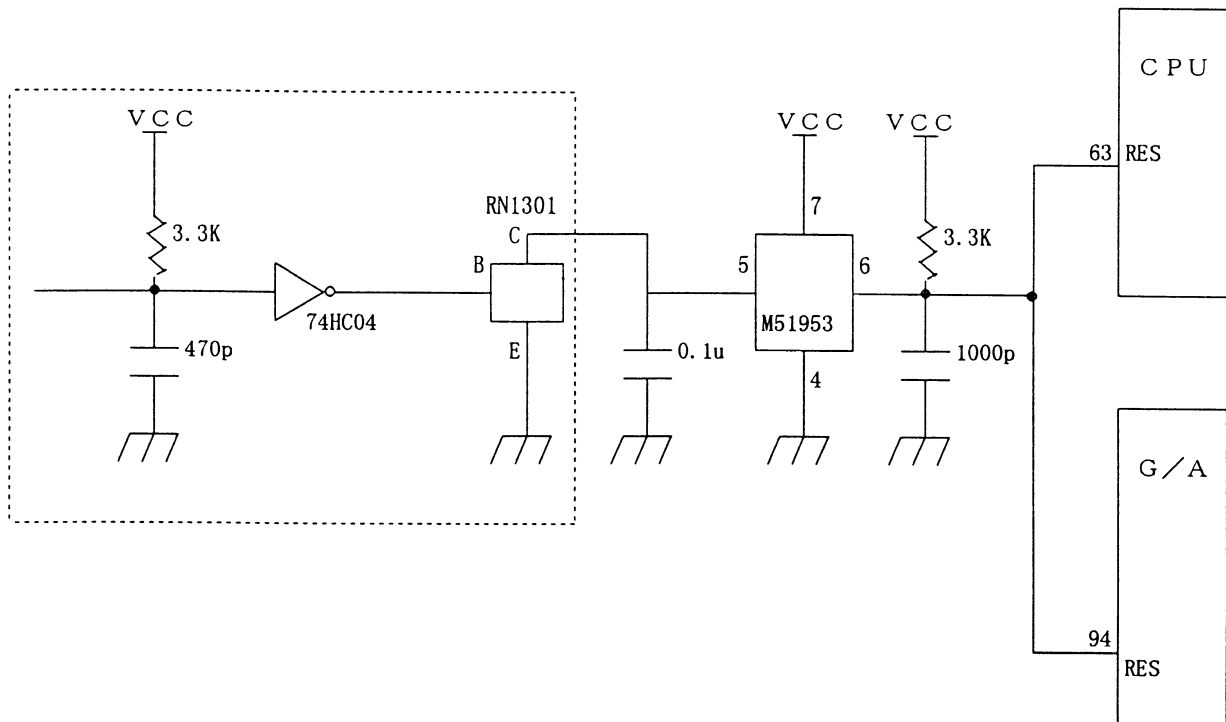 CPU
VCC
VCC
VCC
63
RES
RN1301
7
C
3.3K
3.3K
B
5
6
74HC04
M51953
470p
E
0.1u
1000p
4
G/A
94
RES